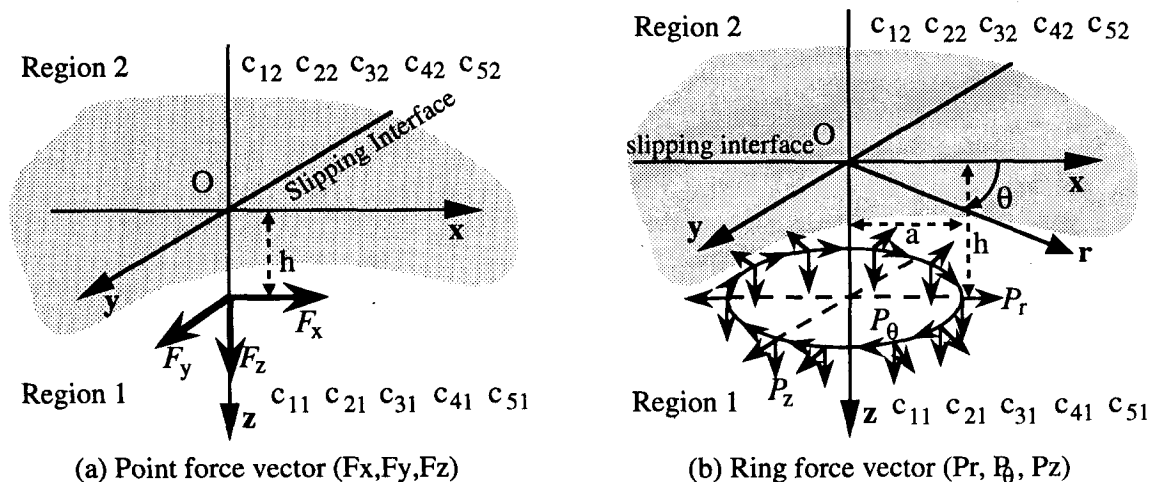 Region 2
c12 c22 c32 c42 c52
Slipping Interface
O
x
h
y
Fx
Fy
Fz
Region 1
c11 c21 c31 c41 c51
z
(a) Point force vector (Fx,Fy,Fz)
Region 2
c12 c22 c32 c42 c52
O
slipping interface
x
θ
y
a
h
r
Pr
Pθ
Pz
Region 1
z
c11 c21 c31 c41 c51
(b) Ring force vector (Pr, Pθ, Pz)